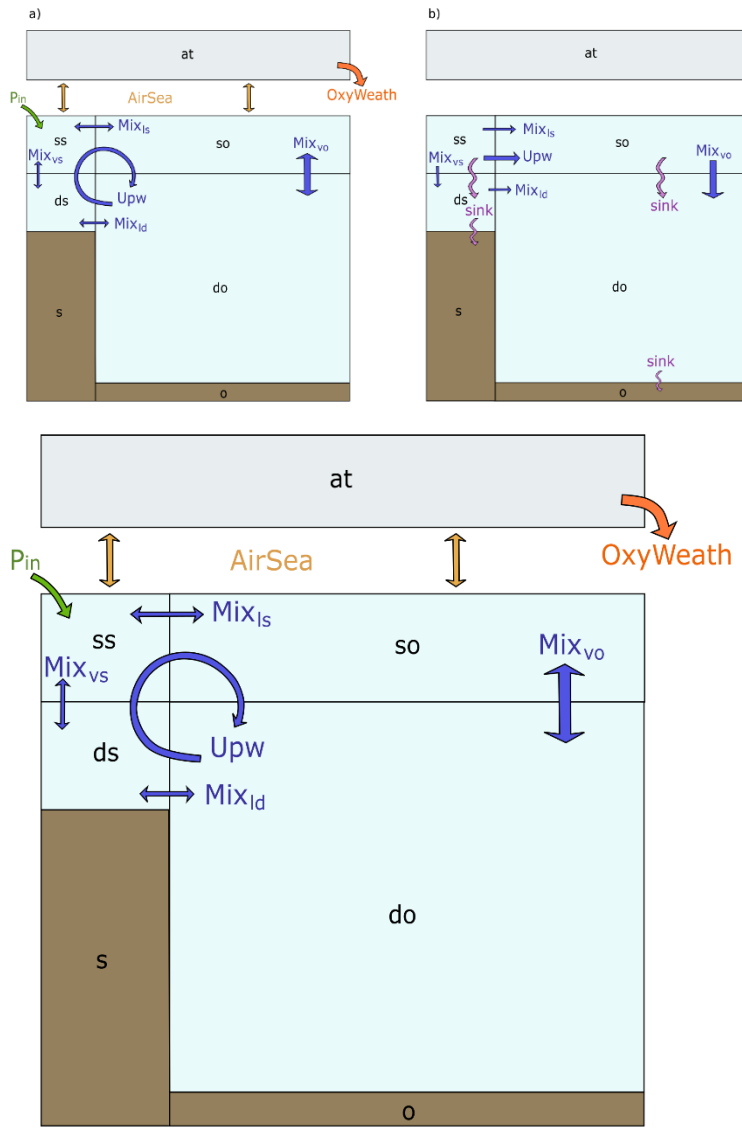 a)
at
OxyWeath
AirSea
Pin
Mixls
ss
so
Mixvs
Mixvo
ds
Upw
Mixld
do
s
o
b)
at
Mixls
ss
so
Mixvs
Upw
Mixvo
ds
Mixld
sink
sink
do
s
sink
o
at
OxyWeath
AirSea
Pin
Mixls
ss
so
Mixvs
Mixvo
ds
Upw
Mixld
do
s
o